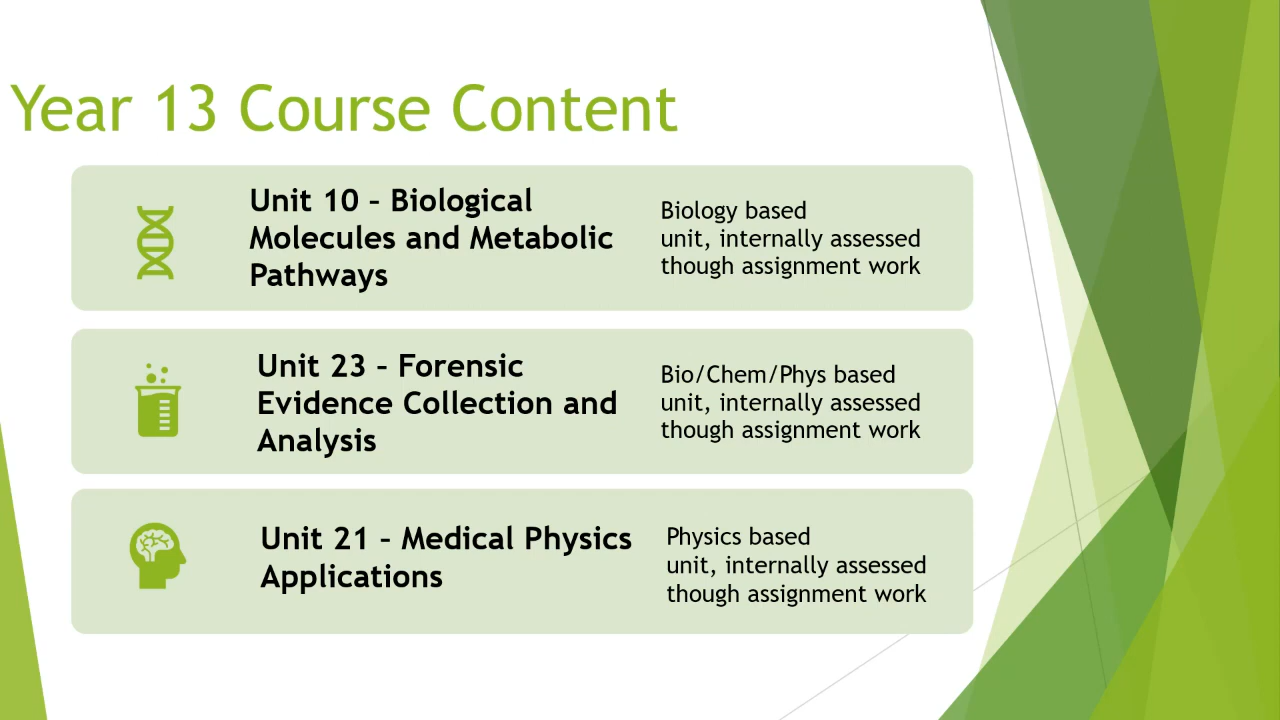 Year 13 Course Content
Unit 10 – Biological
Molecules and Metabolic
Pathways
Biology based
unit, internally assessed
though assignment work
Unit 23 – Forensic
Evidence Collection and
Analysis
Bio/Chem/Phys based
unit, internally assessed
though assignment work
Unit 21 – Medical Physics
Applications
Physics based
unit, internally assessed
though assignment work